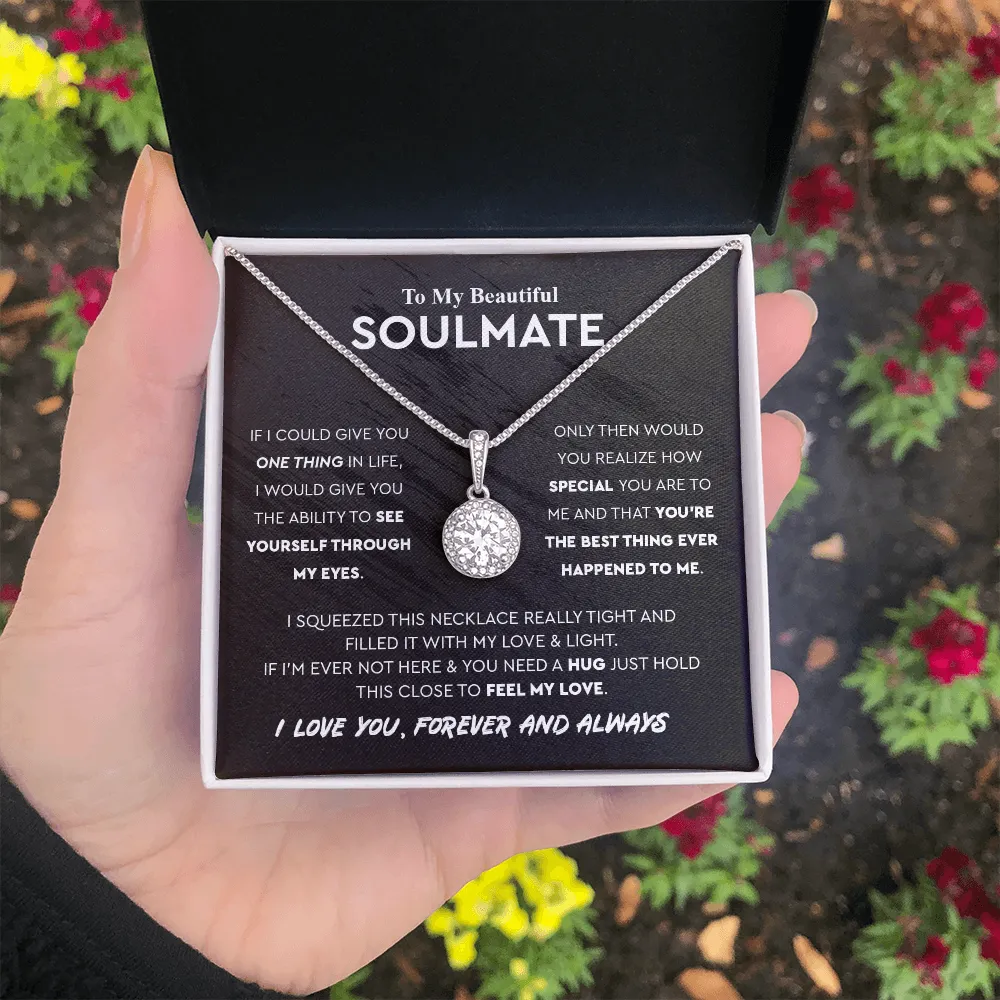 To My Beautiful
SOULMATE
IF I COULD GIVE YOU
ONE THING IN LIFE,
I WOULD GIVE YOU
THE ABILITY TO SEE
YOURSELF THROUGH
MY EYES.
ONLY THEN WOULD
YOU REALIZE HOW
SPECIAL YOU ARE TO
ME AND THAT YOU'RE
THE BEST THING EVER
HAPPENED TO ME.
I SQUEEZED THIS NECKLACE REALLY TIGHT AND
FILLED IT WITH MY LOVE & LIGHT.
IF I'M EVER NOT HERE & YOU NEED A HUG JUST HOLD
THIS CLOSE TO FEEL MY LOVE.
I LOVE YOU, FOREVER AND ALWAYS